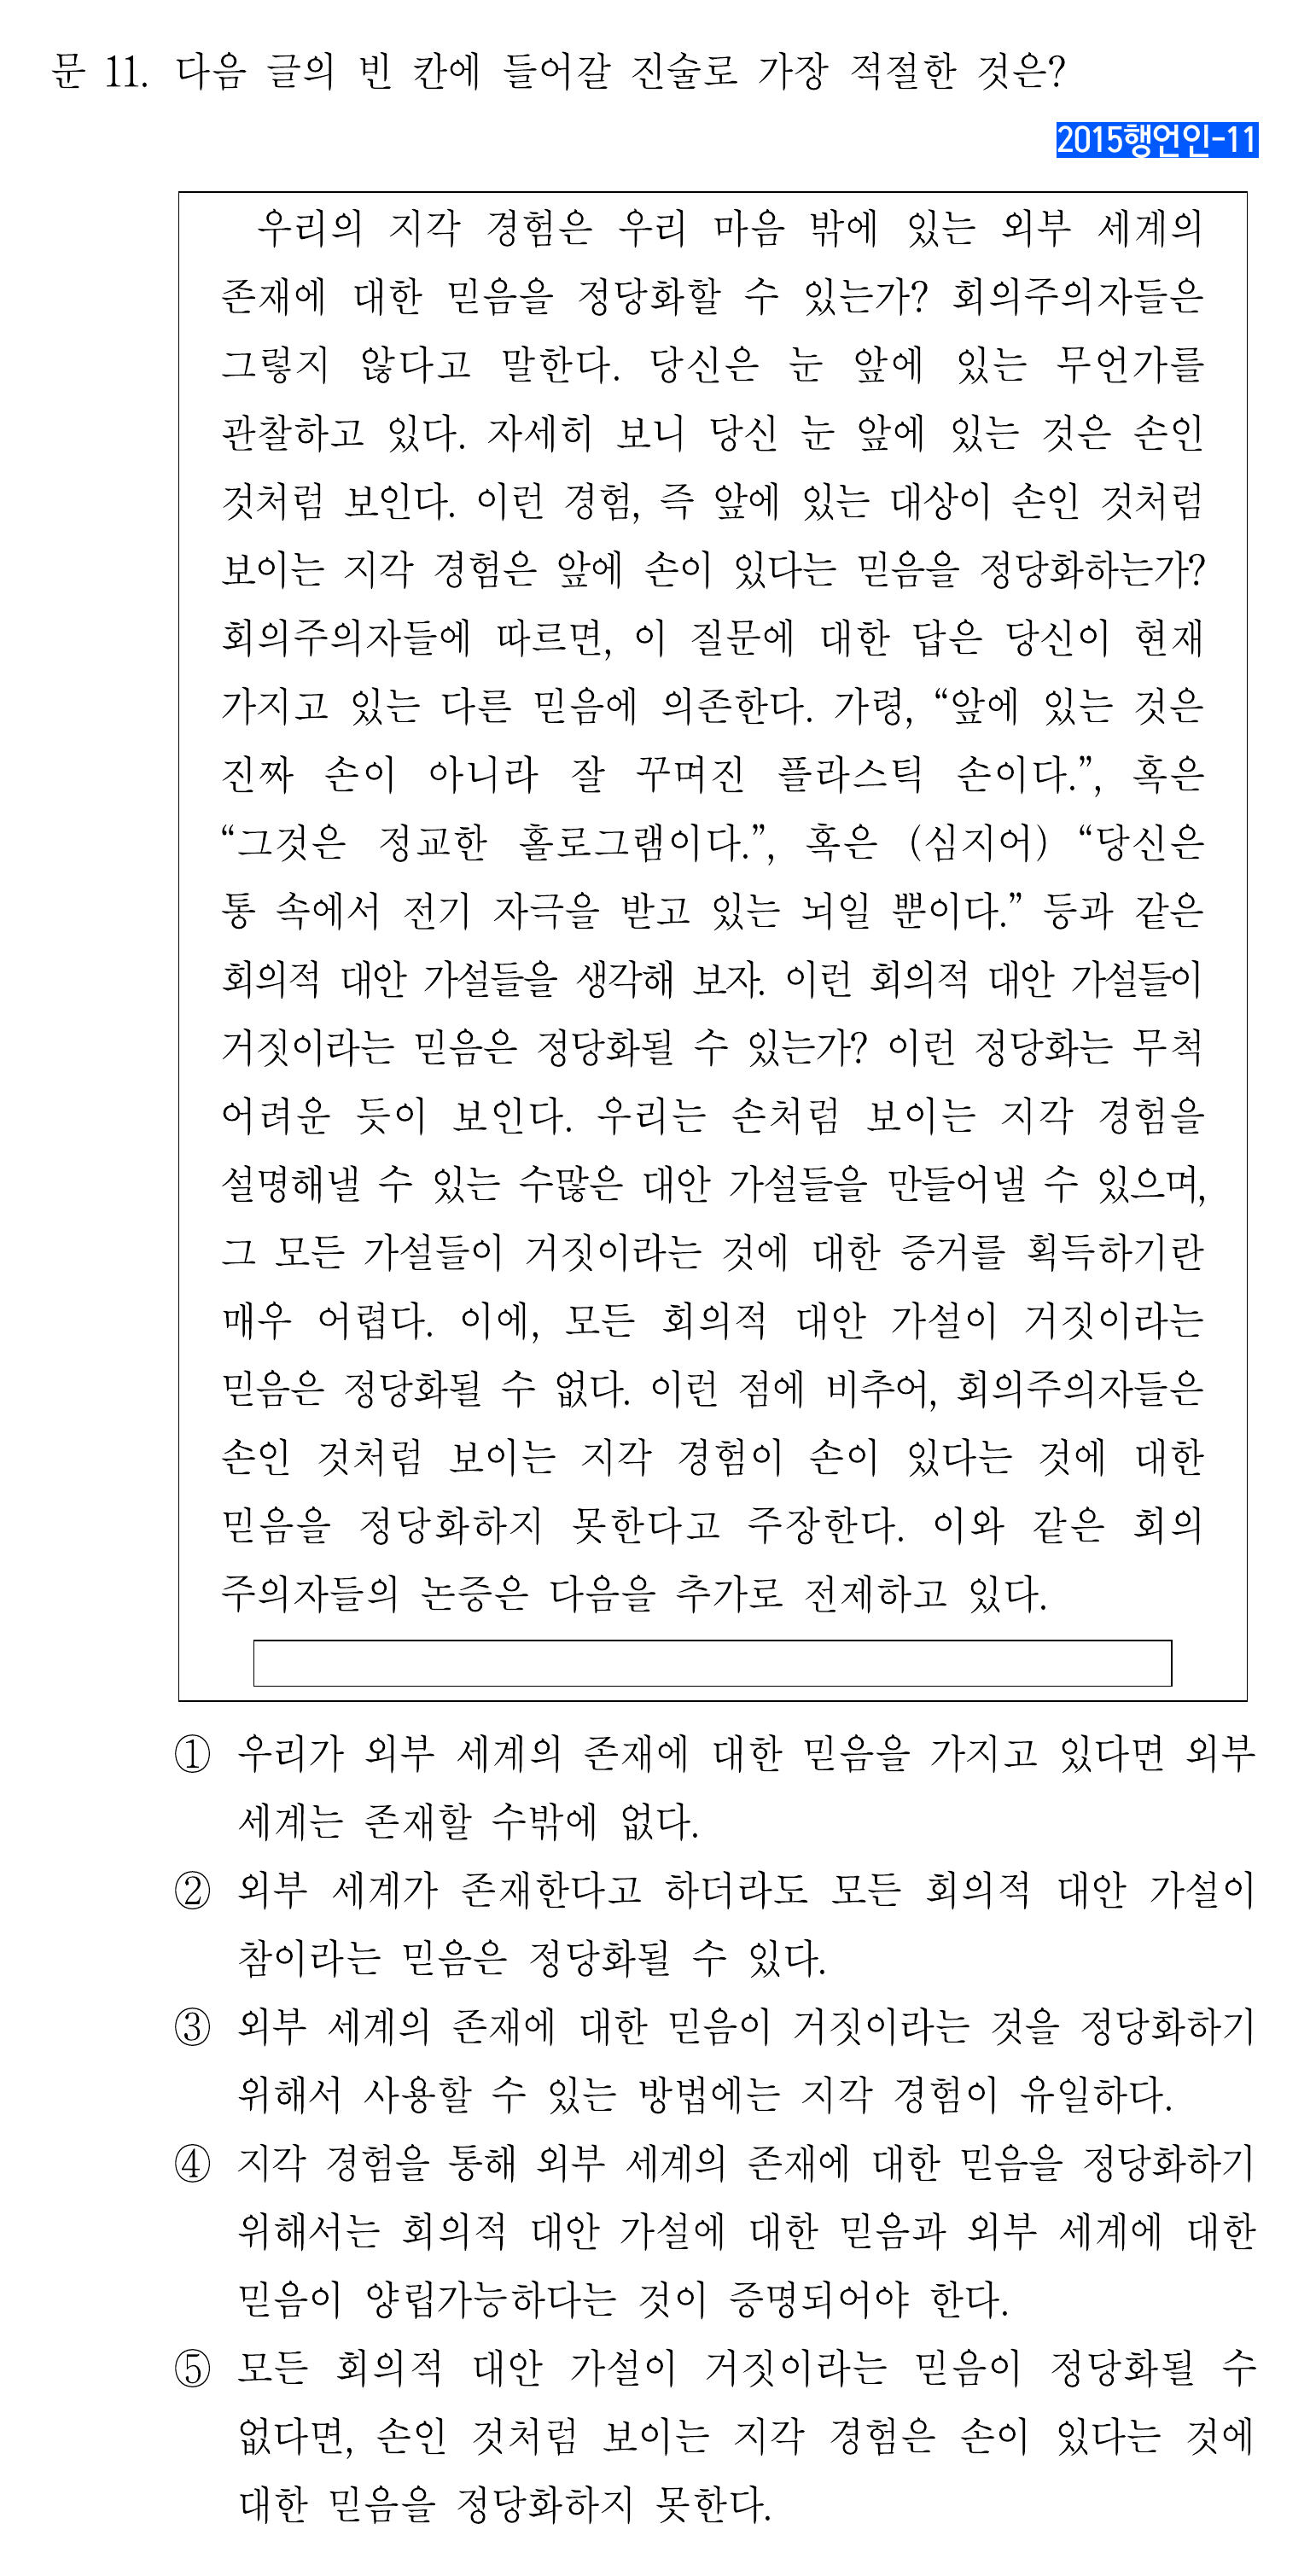 문 11. 다음 글의 빈 칸에 들어갈 진술로 가장 적절한 것은?
2015행언인-11
우리의 지각 경험은 우리 마음 밖에 있는 외부 세계의
존재에 대한 믿음을 정당화할 수 있는가? 회의주의자들은
그렇지 않다고 말한다. 당신은 눈 앞에 있는 무언가를
관찰하고 있다. 자세히 보니 당신 눈 앞에 있는 것은 손인
것처럼 보인다. 이런 경험, 즉 앞에 있는 대상이 손인 것처럼
보이는 지각 경험은 앞에 손이 있다는 믿음을 정당화하는가?
회의주의자들에 따르면, 이 질문에 대한 답은 당신이 현재
가지고 있는 다른 믿음에 의존한다. 가령, “앞에 있는 것은
진짜 손이 아니라 잘 꾸며진 플라스틱 손이다.”, 혹은
“그것은 정교한 홀로그램이다.”, 혹은 (심지어) “당신은
통 속에서 전기 자극을 받고 있는 뇌일 뿐이다.” 등과 같은
회의적 대안 가설들을 생각해 보자. 이런 회의적 대안 가설들이
거짓이라는 믿음은 정당화될 수 있는가? 이런 정당화는 무척
어려운 듯이 보인다. 우리는 손처럼 보이는 지각 경험을
설명해낼 수 있는 수많은 대안 가설들을 만들어낼 수 있으며,
그 모든 가설들이 거짓이라는 것에 대한 증거를 획득하기란
매우 어렵다. 이에, 모든 회의적 대안 가설이 거짓이라는
믿음은 정당화될 수 없다. 이런 점에 비추어, 회의주의자들은
손인 것처럼 보이는 지각 경험이 손이 있다는 것에 대한
믿음을 정당화하지 못한다고 주장한다. 이와 같은 회의
주의자들의 논증은 다음을 추가로 전제하고 있다.
① 우리가 외부 세계의 존재에 대한 믿음을 가지고 있다면 외부
세계는 존재할 수밖에 없다.
② 외부 세계가 존재한다고 하더라도 모든 회의적 대안 가설이
참이라는 믿음은 정당화될 수 있다.
③ 외부 세계의 존재에 대한 믿음이 거짓이라는 것을 정당화하기
위해서 사용할 수 있는 방법에는 지각 경험이 유일하다.
④ 지각 경험을 통해 외부 세계의 존재에 대한 믿음을 정당화하기
위해서는 회의적 대안 가설에 대한 믿음과 외부 세계에 대한
믿음이 양립가능하다는 것이 증명되어야 한다.
⑤ 모든 회의적 대안 가설이 거짓이라는 믿음이 정당화될 수
없다면, 손인 것처럼 보이는 지각 경험은 손이 있다는 것에
대한 믿음을 정당화하지 못한다.